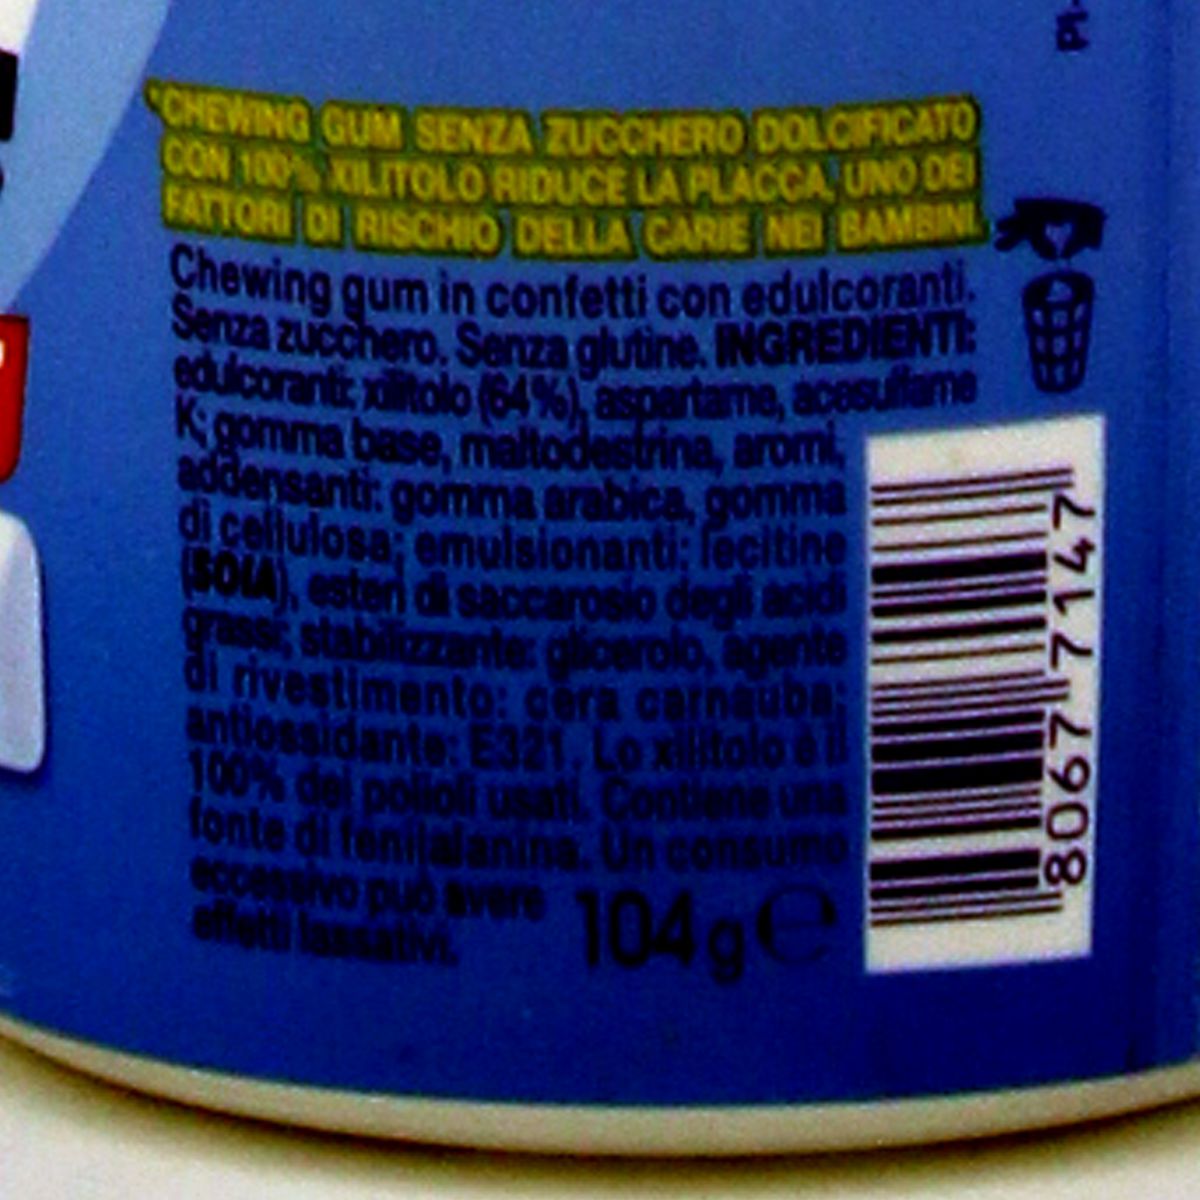 *CHEWING GUM SENZA ZUCCHERO DOLCIFICATO
CON 100% XILITOLO RIDUCE LA PLACCA, UNO DEI
FATTORI DI RISCHIO DELLA CARIE NEI BAMBINI.
Chewing gum in confetti con edulcoranti.
Senza zucchero. Senza glutine. INGREDIENTI:
edulcoranti: xilitolo (64%), aspartame, acesulfame
K; gomma base, maltodestrina, aromi,
addensanti: gomma arabica, gomma
di cellulosa; emulsionanti: lecitine
(SOIA), esteri di saccarosio degli acidi
grassi; stabilizzante: glicerolo, agente
di rivestimento: cera carnauba;
antiossidante: E321. Lo xilitolo è il
100% dei polioli usati. Contiene una
fonte di fenilalanina. Un consumo
eccessivo può avere
effetti lassativi.
104 g e
8067 7147